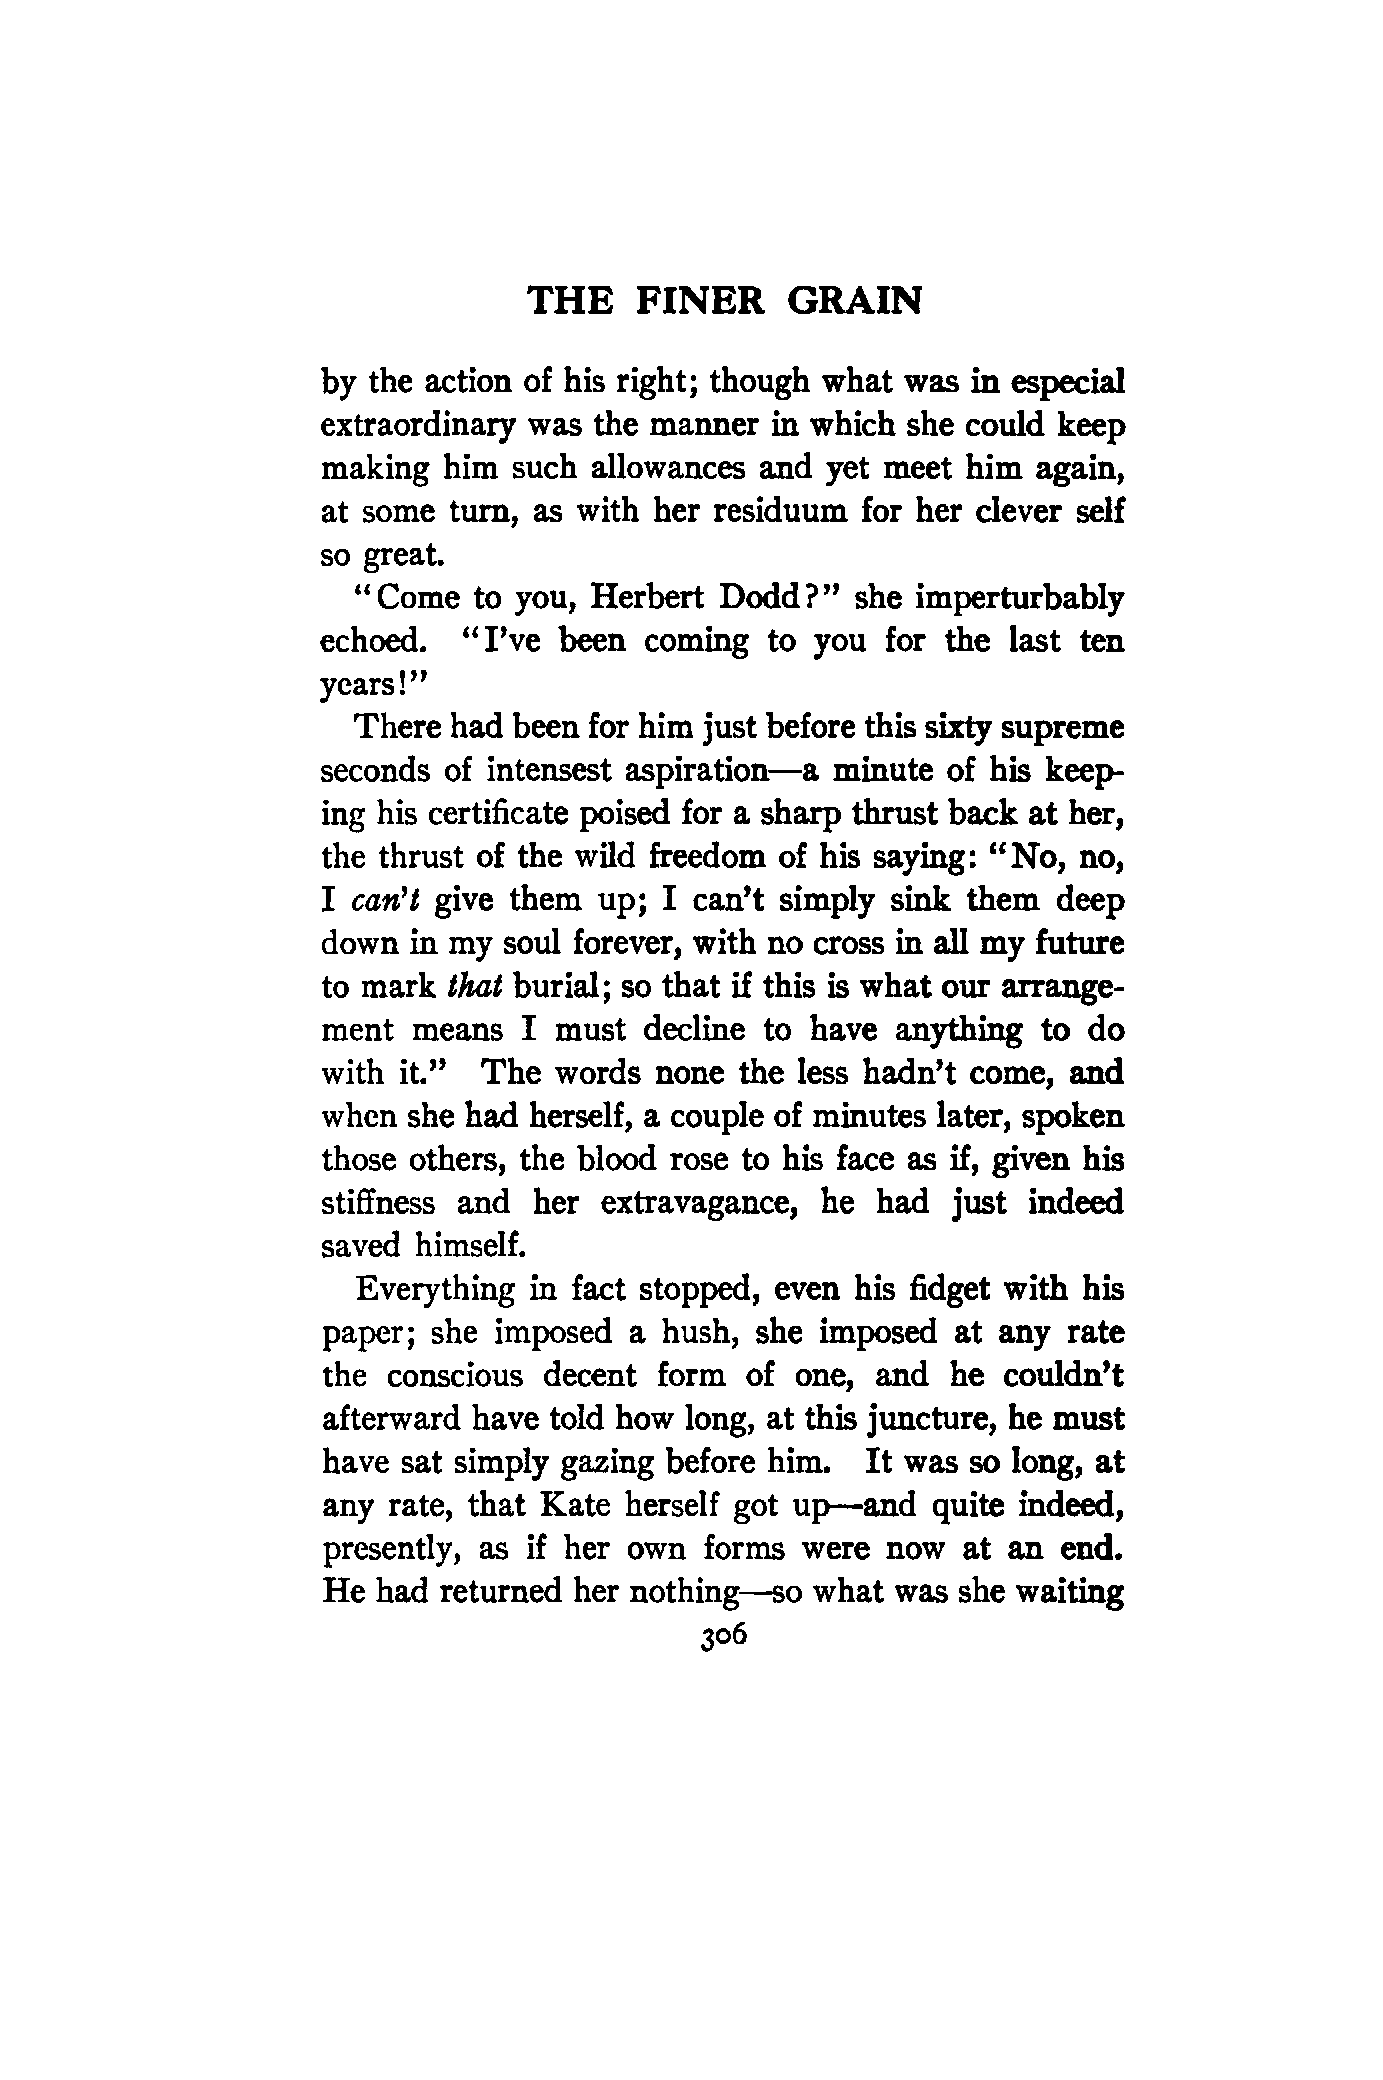 THE FINER GRAIN
by the action of his right; though what was in especial
extraordinary was the manner in which she could keep
making him such allowances and yet meet him again,
at some turn, as with her residuum for her clever self
so great.
"Come to you, Herbert Dodd?" she imperturbably
echoed. "I've been coming to you for the last ten
years!"
There had been for him just before this sixty supreme
seconds of intensest aspiration—a minute of his keep-
ing his certificate poised for a sharp thrust back at her,
the thrust of the wild freedom of his saying: "No, no,
I can't give them up; I can't simply sink them deep
down in my soul forever, with no cross in all my future
to mark that burial; so that if this is what our arrange-
ment means I must decline to have anything to do
with it." The words none the less hadn't come, and
when she had herself, a couple of minutes later, spoken
those others, the blood rose to his face as if, given his
stiffness and her extravagance, he had just indeed
saved himself.
Everything in fact stopped, even his fidget with his
paper; she imposed a hush, she imposed at any rate
the conscious decent form of one, and he couldn't
afterward have told how long, at this juncture, he must
have sat simply gazing before him. It was so long, at
any rate, that Kate herself got up—and quite indeed,
presently, as if her own forms were now at an end.
He had returned her nothing—so what was she waiting
306